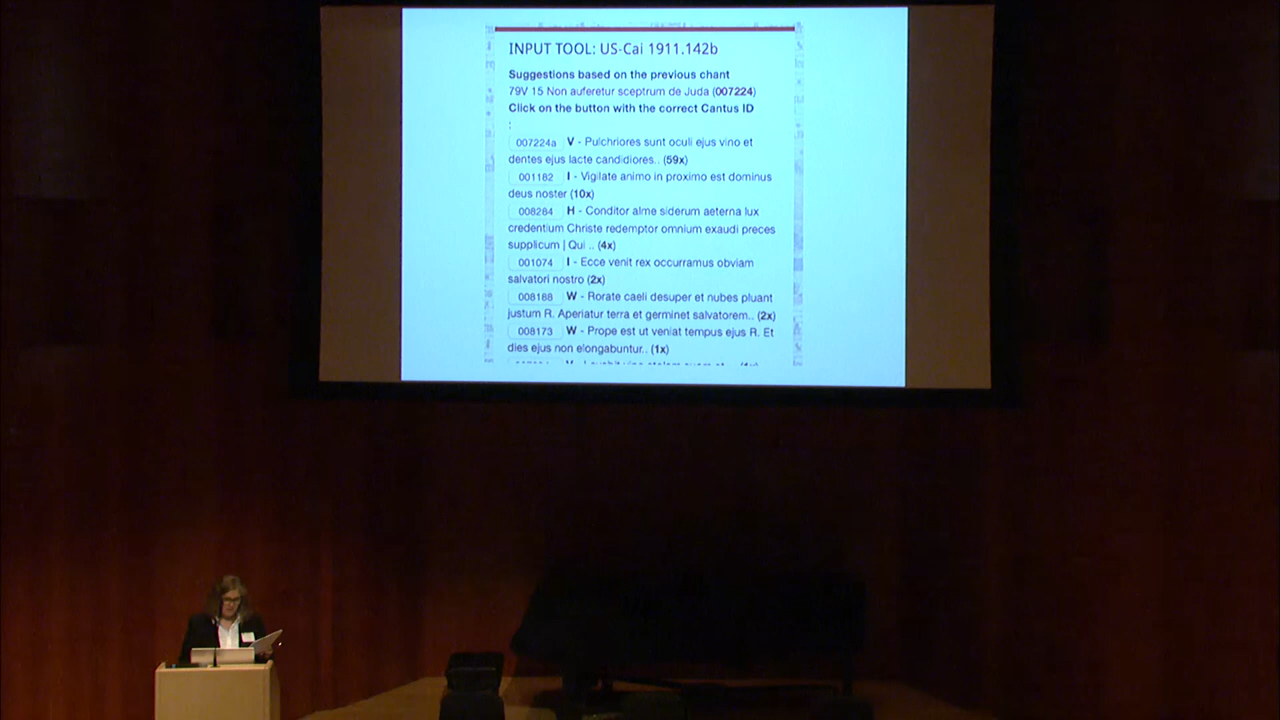 INPUT TOOL: US-Cai 1911.142b
Suggestions based on the previous chant
79V 15 Non auferetur sceptrum de Juda (007224)
Click on the button with the correct Cantus ID
:
007224a V - Pulchriores sunt oculi ejus vino et
dentes ejus lacte candidiores.. (59x)
001182 I - Vigilate animo in proximo est dominus
deus noster (10x)
008284 H - Conditor alme siderum aeterna lux
credentium Christe redemptor omnium exaudi preces
supplicum | Qui .. (4x)
001074 I - Ecce venit rex occurramus obviam
salvatori nostro (2x)
008188 W - Rorate caeli desuper et nubes pluant
justum R. Aperiatur terra et germinet salvatorem.. (2x)
008173 W - Prope est ut veniat tempus ejus R. Et
dies ejus non elongabuntur.. (1x)